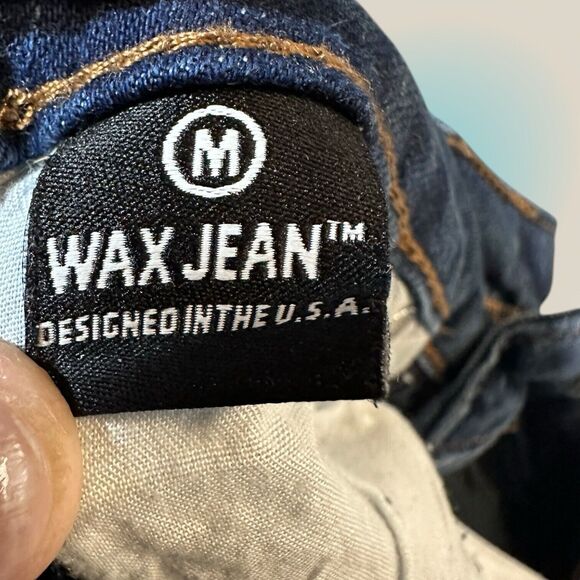 M
WAX JEAN™
DESIGNED IN THE U.S.A.